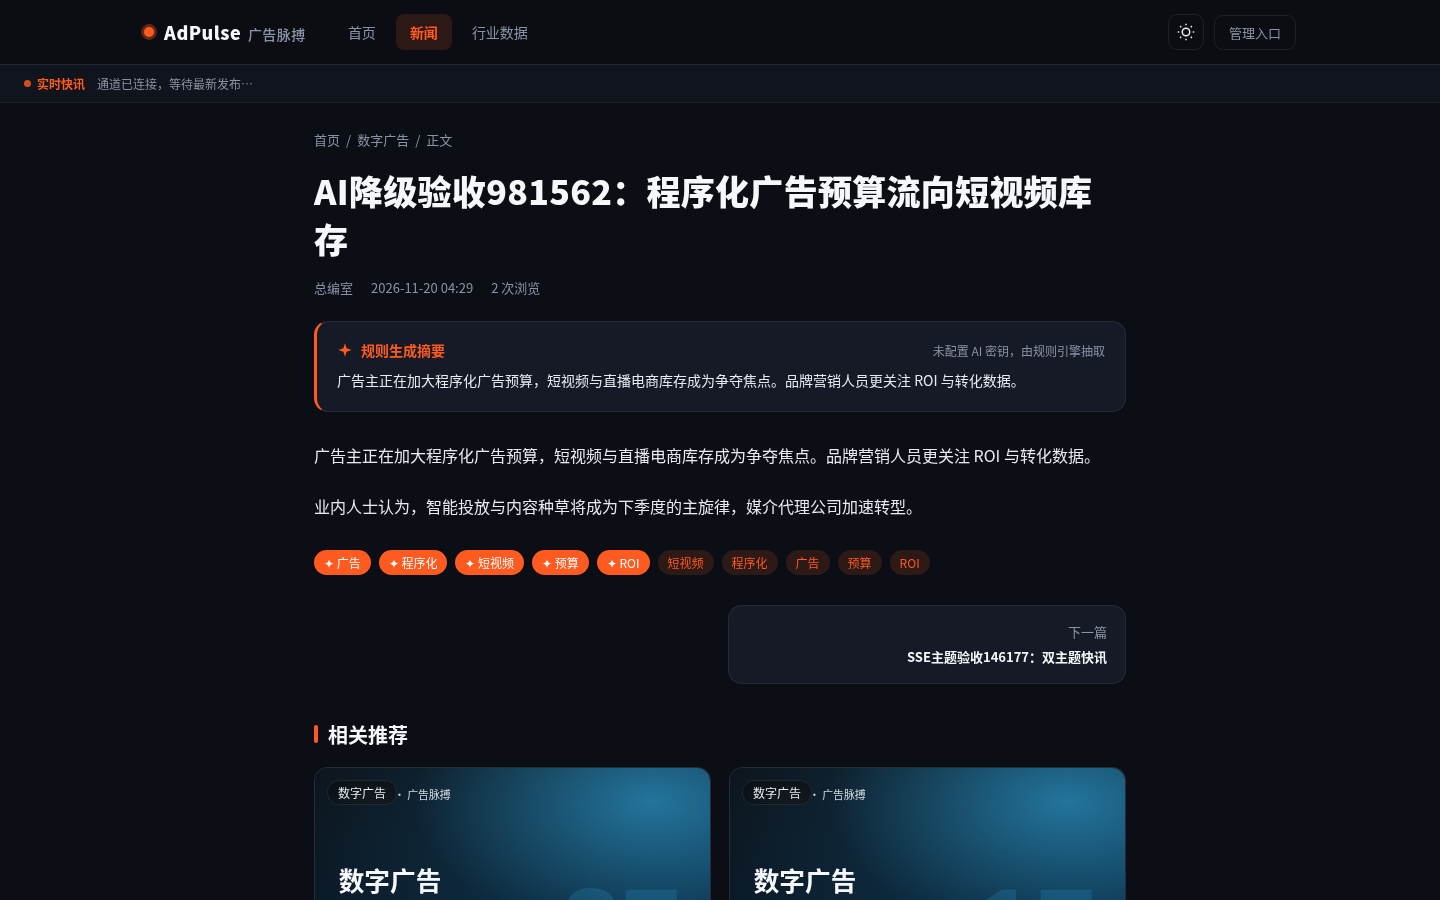 AdPulse 广告脉搏 首页 新闻 行业数据 管理入口
实时快讯 通道已连接，等待最新发布…
首页 / 数字广告 / 正文
AI降级验收981562：程序化广告预算流向短视频库
存
总编室 2026-11-20 04:29 2 次浏览
规则生成摘要 未配置 AI 密钥，由规则引擎抽取
广告主正在加大程序化广告预算，短视频与直播电商库存成为争夺焦点。品牌营销人员更关注 ROI 与转化数据。
广告主正在加大程序化广告预算，短视频与直播电商库存成为争夺焦点。品牌营销人员更关注 ROI 与转化数据。
业内人士认为，智能投放与内容种草将成为下季度的主旋律，媒介代理公司加速转型。
✦ 广告 ✦ 程序化 ✦ 短视频 ✦ 预算 ✦ ROI 短视频 程序化 广告 预算 ROI
下一篇
SSE主题验收146177：双主题快讯
相关推荐
数字广告 · 广告脉搏 数字广告 · 广告脉搏
数字广告 数字广告